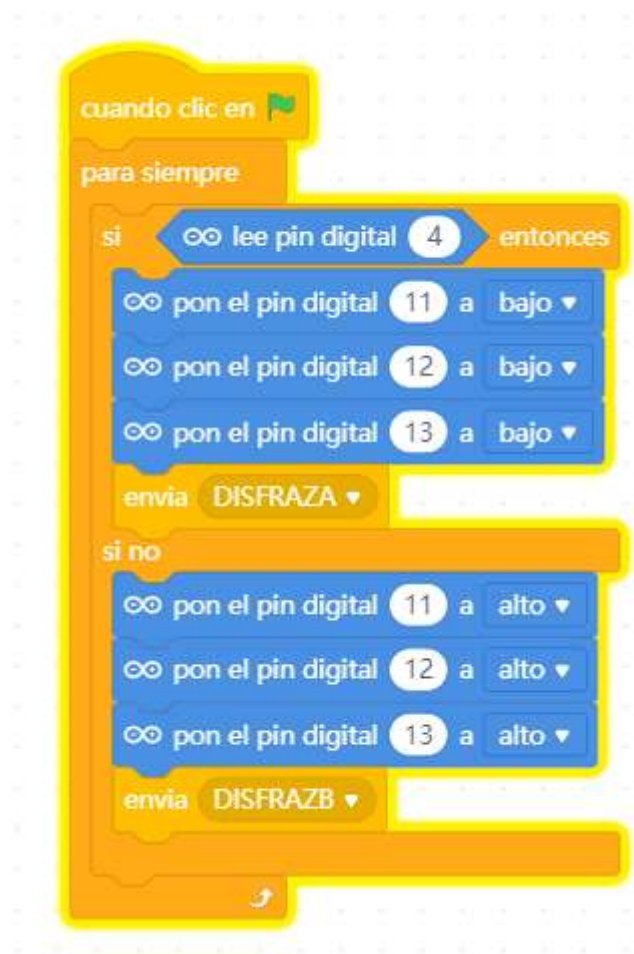 cuando clic en
para siempre
si lee pin digital 4 entonces
pon el pin digital 11 a bajo
pon el pin digital 12 a bajo
pon el pin digital 13 a bajo
envia DISFRAZA
si no
pon el pin digital 11 a alto
pon el pin digital 12 a alto
pon el pin digital 13 a alto
envia DISFRAZB